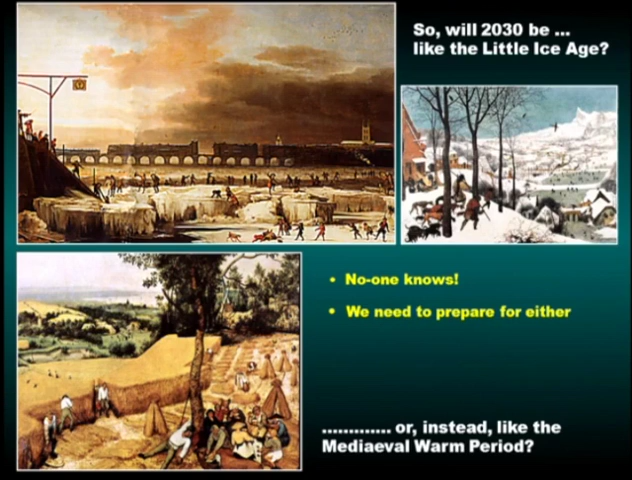 So, will 2030 be ...
like the Little Ice Age?
• No-one knows!
• We need to prepare for either
............. or, instead, like the
Mediaeval Warm Period?